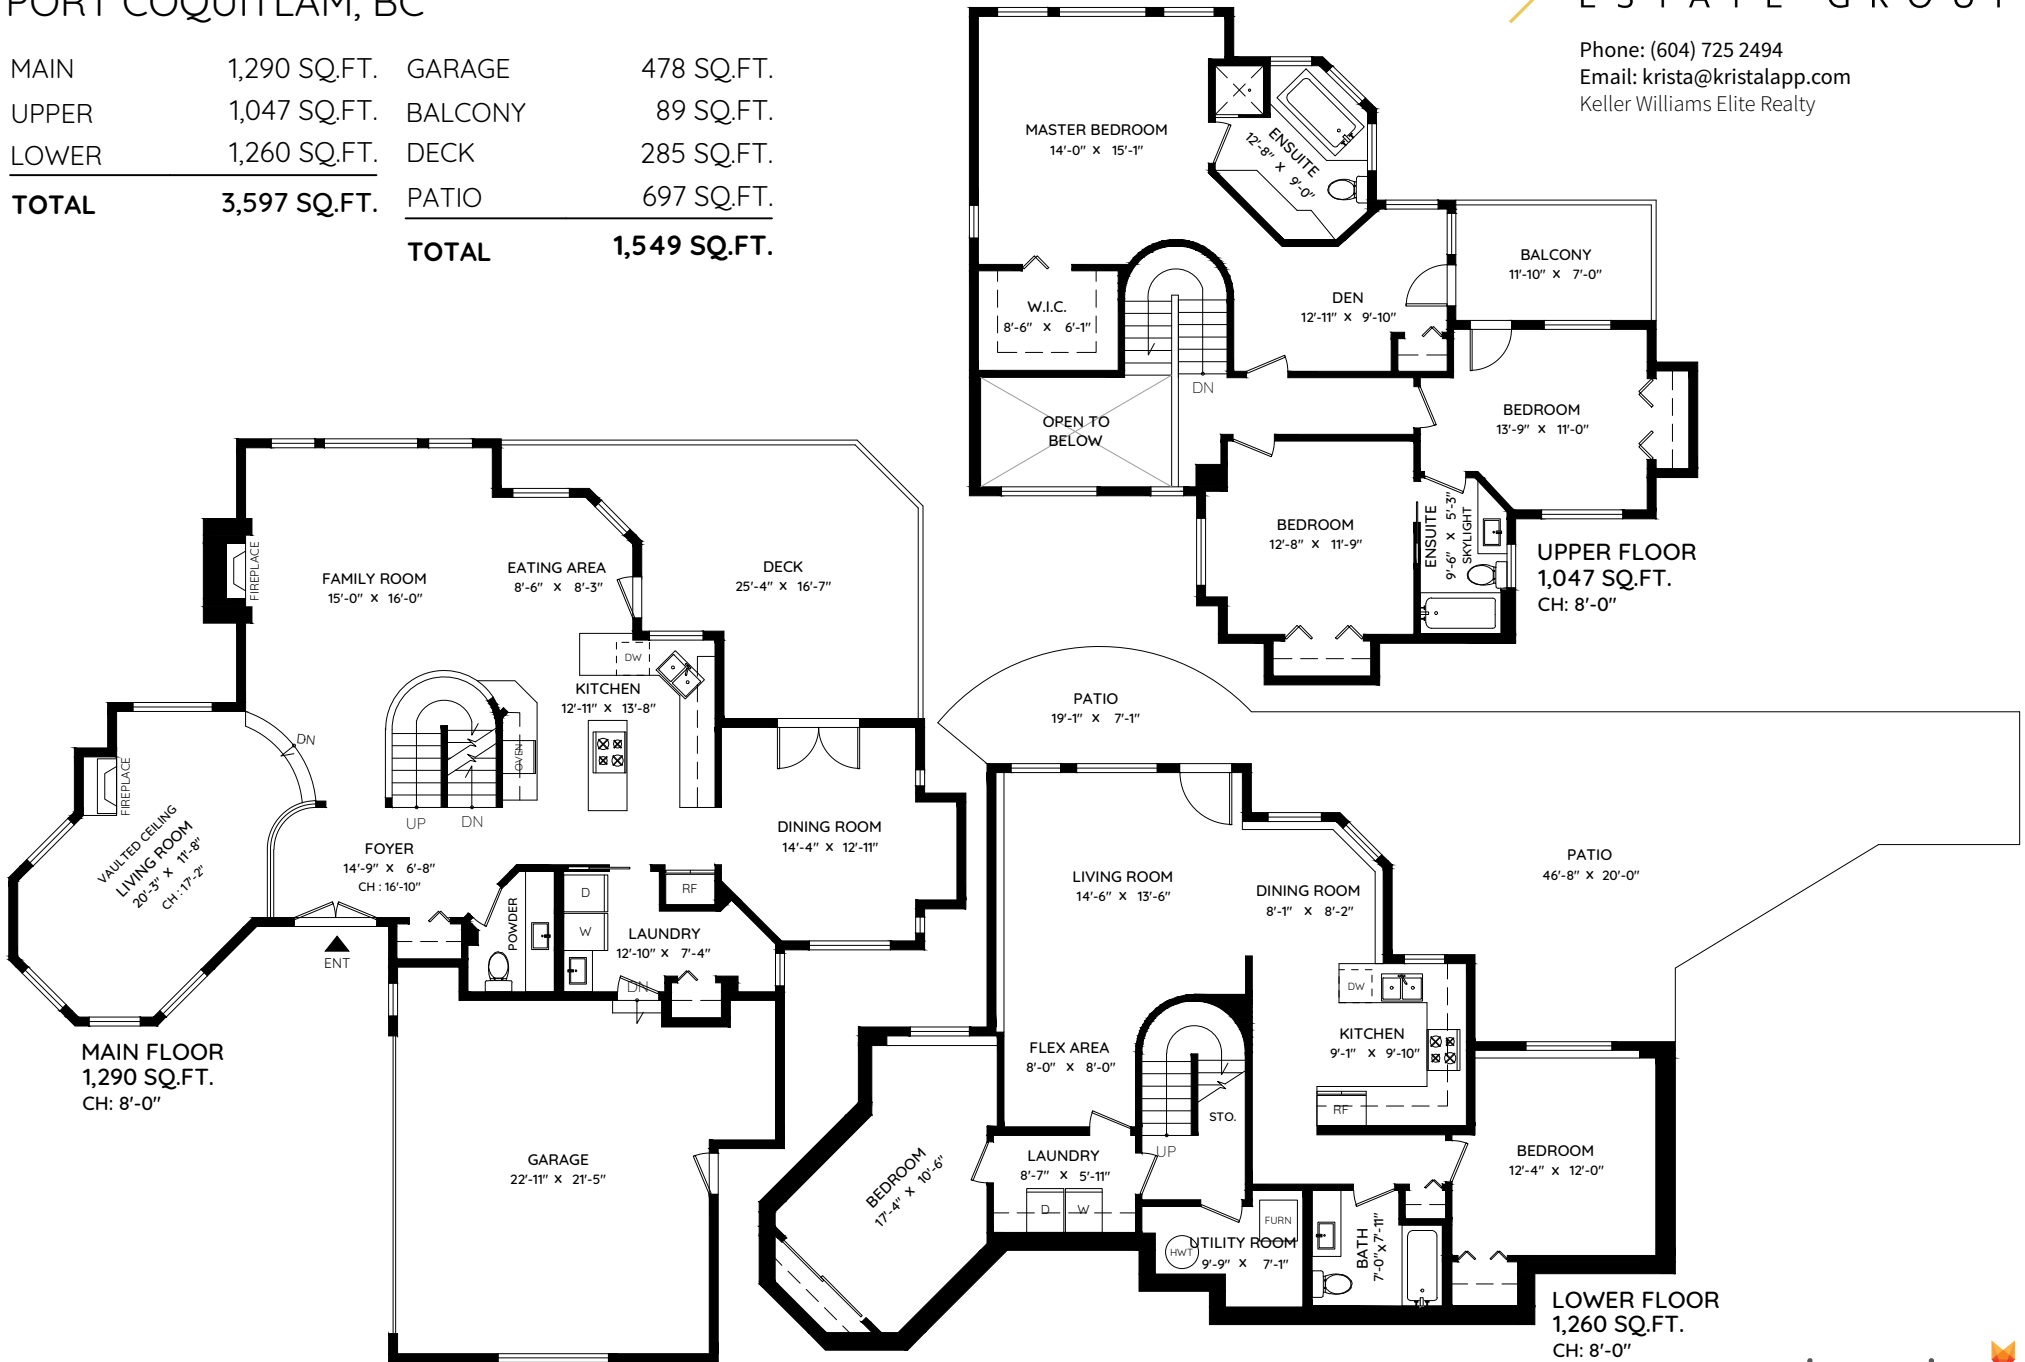 PORT COQUITLAM, BC
MAIN 1,290 SQ.FT.
UPPER 1,047 SQ.FT.
LOWER 1,260 SQ.FT.
TOTAL 3,597 SQ.FT.
GARAGE 478 SQ.FT.
BALCONY 89 SQ.FT.
DECK 285 SQ.FT.
PATIO 697 SQ.FT.
TOTAL 1,549 SQ.FT.
ESTATE GROUP
Phone: (604) 725 2494
Email: krista@kristalapp.com
Keller Williams Elite Realty
MASTER BEDROOM
14'-0" x 15'-1"
ENSUITE
12'-8" x 9'-0"
W.I.C.
8'-6" x 6'-1"
DEN
12'-11" x 9'-10"
BALCONY
11'-10" x 7'-0"
DN
OPEN TO
BELOW
BEDROOM
13'-9" x 11'-0"
BEDROOM
12'-8" x 11'-9"
ENSUITE
9'-6" x 5'-3"
SKYLIGHT
UPPER FLOOR
1,047 SQ.FT.
CH: 8'-0"
FIREPLACE
FAMILY ROOM
15'-0" x 16'-0"
EATING AREA
8'-6" x 8'-3"
DECK
25'-4" x 16'-7"
DW
KITCHEN
12'-11" x 13'-8"
OVEN
DN
FIREPLACE
VAULTED CEILING
LIVING ROOM
20'-3" x 11'-8"
CH : 17'-2"
UP
DN
FOYER
14'-9" x 6'-8"
CH : 16'-10"
DINING ROOM
14'-4" x 12'-11"
RF
D
W
POWDER
LAUNDRY
12'-10" x 7'-4"
DN
ENT
MAIN FLOOR
1,290 SQ.FT.
CH: 8'-0"
GARAGE
22'-11" x 21'-5"
PATIO
19'-1" x 7'-1"
PATIO
46'-8" x 20'-0"
LIVING ROOM
14'-6" x 13'-6"
DINING ROOM
8'-1" x 8'-2"
DW
KITCHEN
9'-1" x 9'-10"
RF
FLEX AREA
8'-0" x 8'-0"
STO.
UP
LAUNDRY
8'-7" x 5'-11"
D
W
BEDROOM
17'-4" x 10'-6"
BEDROOM
12'-4" x 12'-0"
FURN
HWT
UTILITY ROOM
9'-9" x 7'-1"
BATH
7'-0" x 7'-11"
LOWER FLOOR
1,260 SQ.FT.
CH: 8'-0"